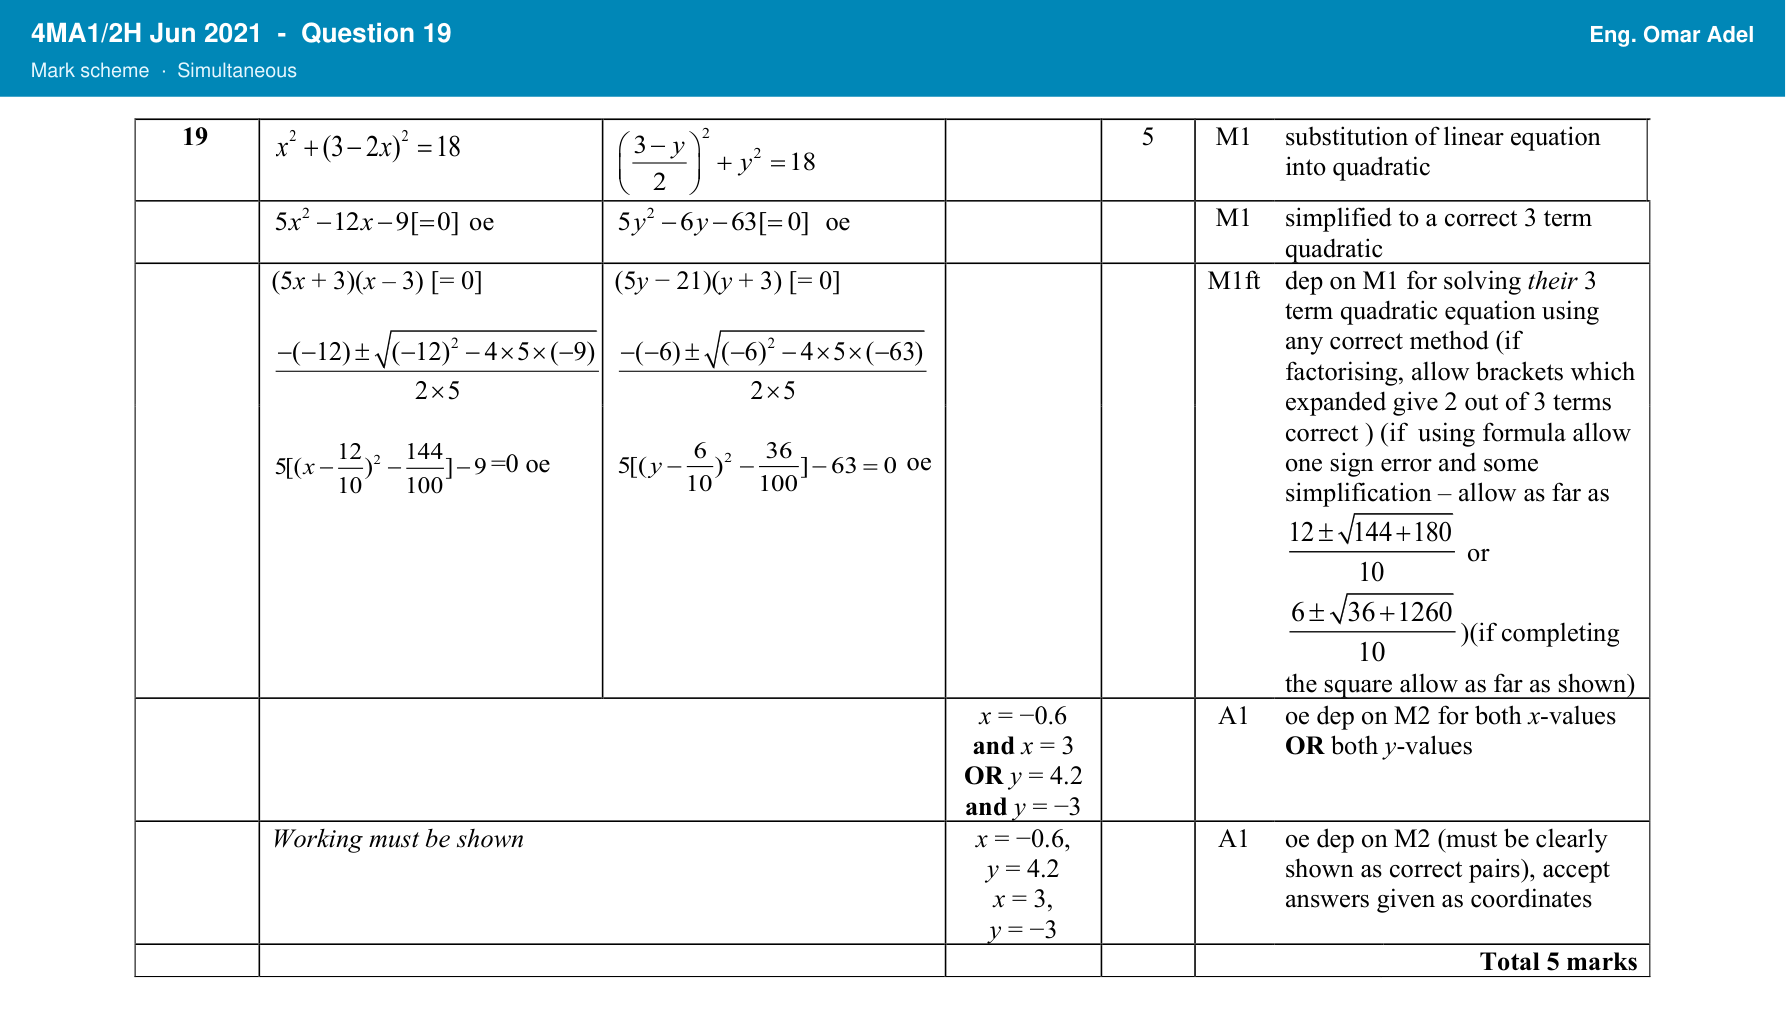 4MA1/2H Jun 2021 - Question 19
Eng. Omar Adel
Mark scheme · Simultaneous
19
x² + (3 − 2x)² = 18
((3 − y)/2)² + y² = 18
5
M1
substitution of linear equation
into quadratic
5x² − 12x − 9[=0] oe
5y² − 6y − 63[= 0] oe
M1
simplified to a correct 3 term
quadratic
(5x + 3)(x – 3) [= 0]
(−(−12) ± √((−12)² − 4×5×(−9)))/(2×5)
5[(x − 12/10)² − 144/100] − 9 =0 oe
(5y − 21)(y + 3) [= 0]
(−(−6) ± √((−6)² − 4×5×(−63)))/(2×5)
5[(y − 6/10)² − 36/100] − 63 = 0 oe
M1ft
dep on M1 for solving their 3
term quadratic equation using
any correct method (if
factorising, allow brackets which
expanded give 2 out of 3 terms
correct ) (if using formula allow
one sign error and some
simplification – allow as far as
(12 ± √(144+180))/10 or
(6 ± √(36+1260))/10 )(if completing
the square allow as far as shown)
x = −0.6
and x = 3
OR y = 4.2
and y = −3
A1
oe dep on M2 for both x-values
OR both y-values
Working must be shown
x = −0.6,
y = 4.2
x = 3,
y = −3
A1
oe dep on M2 (must be clearly
shown as correct pairs), accept
answers given as coordinates
Total 5 marks